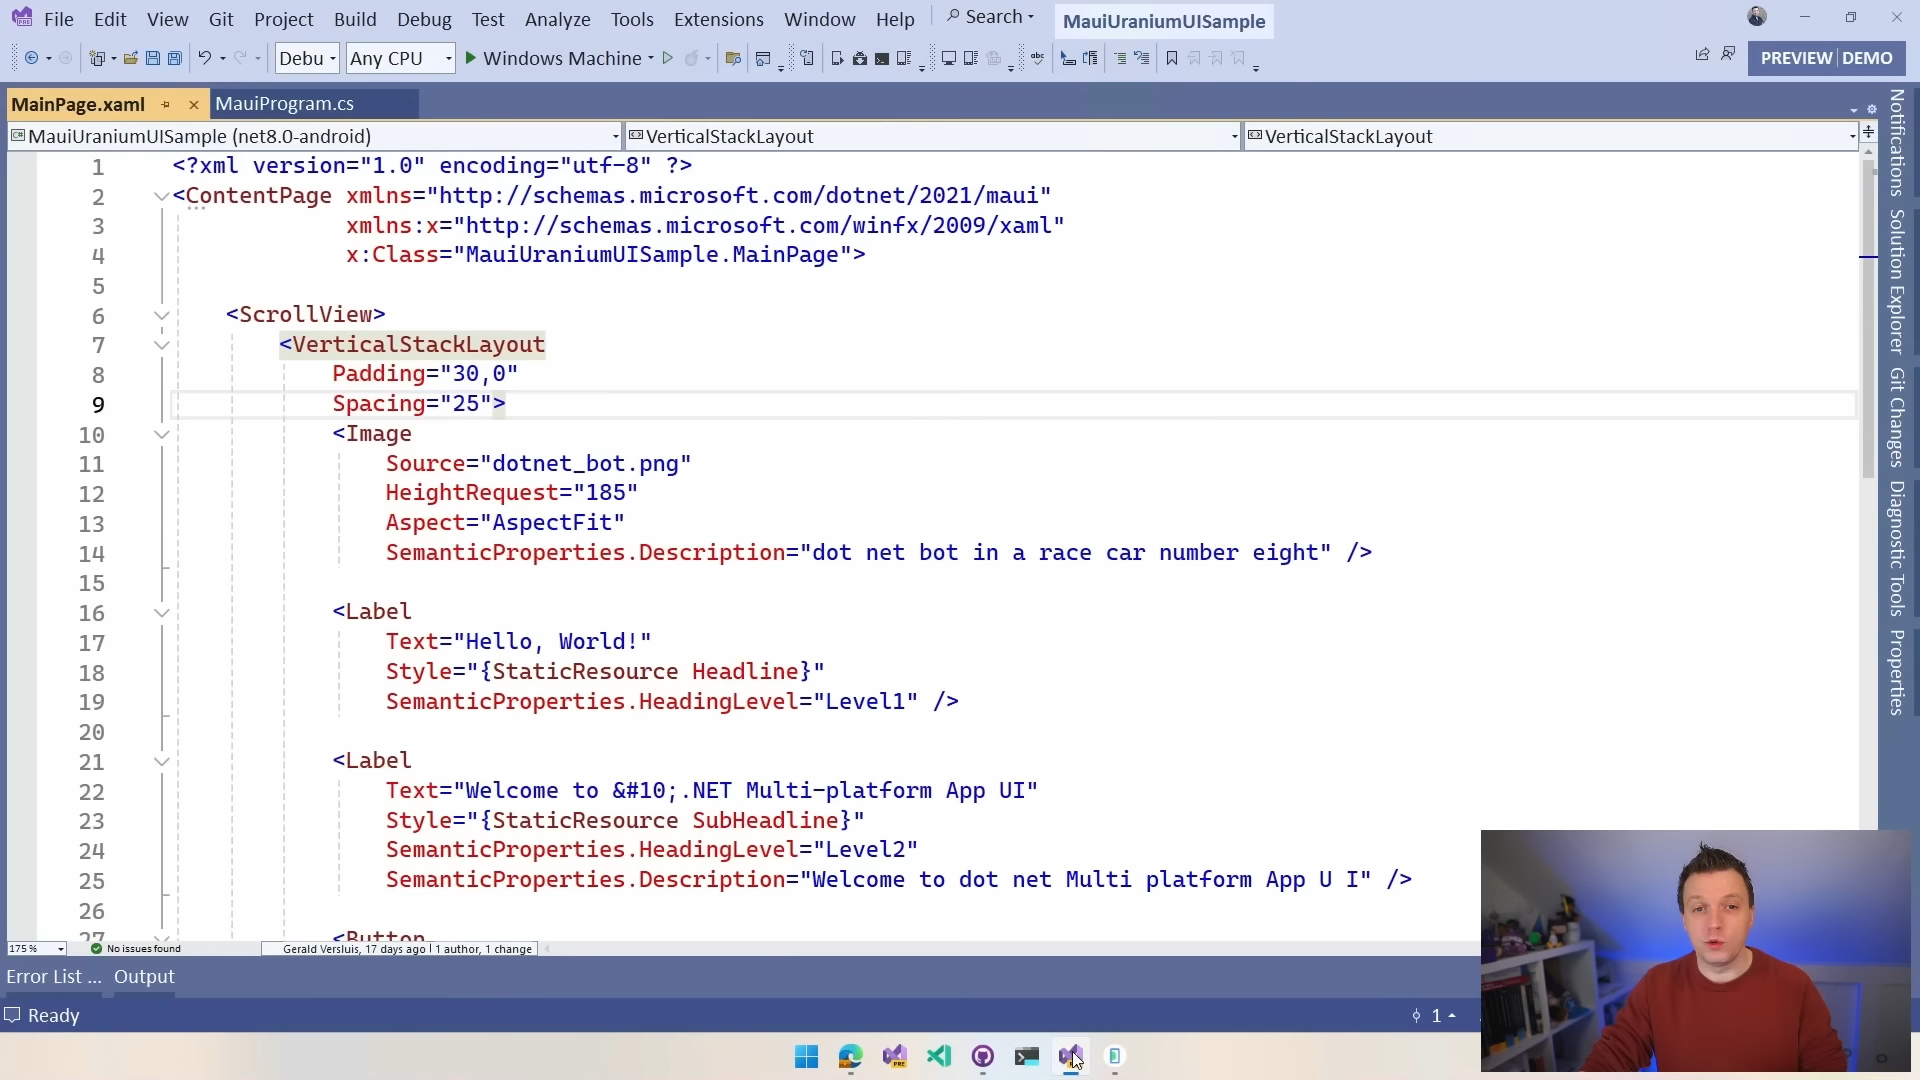 File Edit View Git Project Build Debug Test Analyze Tools Extensions Window Help Search MauiUraniumUISample
Debu Any CPU Windows Machine PREVIEW DEMO
MainPage.xaml MauiProgram.cs
MauiUraniumUISample (net8.0-android) VerticalStackLayout VerticalStackLayout
1 <?xml version="1.0" encoding="utf-8" ?>
2 <ContentPage xmlns="http://schemas.microsoft.com/dotnet/2021/maui"
3 xmlns:x="http://schemas.microsoft.com/winfx/2009/xaml"
4 x:Class="MauiUraniumUISample.MainPage">
5
6 <ScrollView>
7 <VerticalStackLayout
8 Padding="30,0"
9 Spacing="25">
10 <Image
11 Source="dotnet_bot.png"
12 HeightRequest="185"
13 Aspect="AspectFit"
14 SemanticProperties.Description="dot net bot in a race car number eight" />
15
16 <Label
17 Text="Hello, World!"
18 Style="{StaticResource Headline}"
19 SemanticProperties.HeadingLevel="Level1" />
20
21 <Label
22 Text="Welcome to &#10;.NET Multi-platform App UI"
23 Style="{StaticResource SubHeadline}"
24 SemanticProperties.HeadingLevel="Level2"
25 SemanticProperties.Description="Welcome to dot net Multi platform App U I" />
26
27 <Button
175 % No issues found Gerald Versluis, 17 days ago | 1 author, 1 change
Error List ... Output
Ready 1
Notifications
Solution Explorer
Git Changes
Diagnostic Tools
Properties